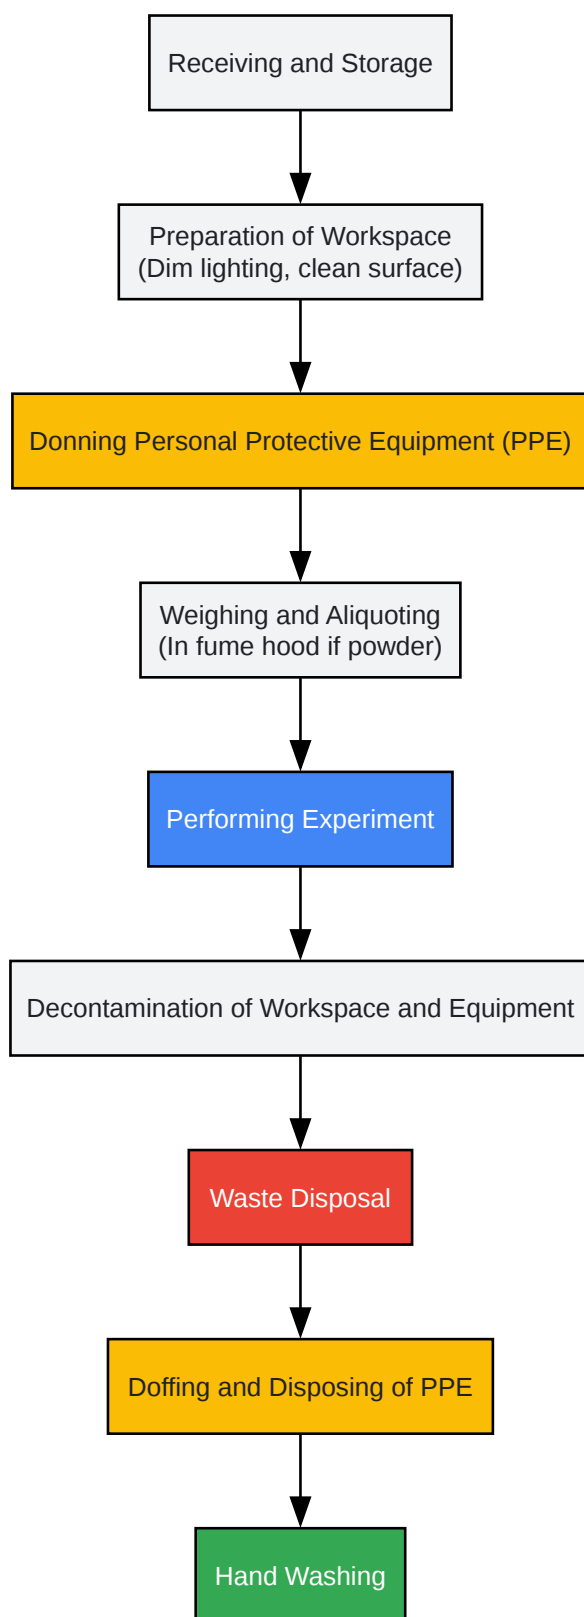 Receiving and Storage
Preparation of Workspace
(Dim lighting, clean surface)
Donning Personal Protective Equipment (PPE)
Weighing and Aliquoting
(In fume hood if powder)
Performing Experiment
Decontamination of Workspace and Equipment
Waste Disposal
Doffing and Disposing of PPE
Hand Washing